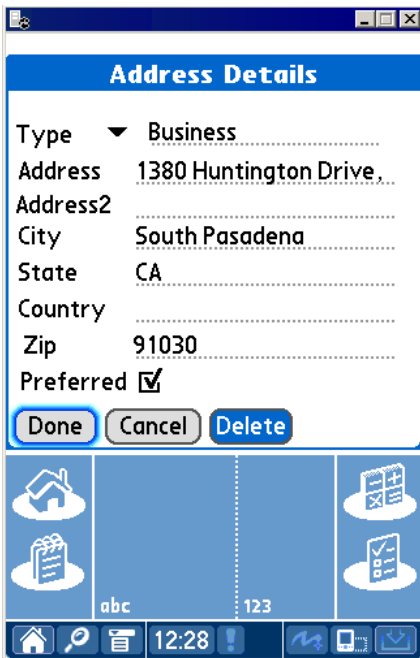 Address Details
Type Business
Address 1380 Huntington Drive,
Address2
City South Pasadena
State CA
Country
Zip 91030
Preferred
Done Cancel Delete
abc 123
12:28